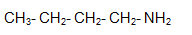 CH₃- CH₂- CH₂- CH₂- NH₂